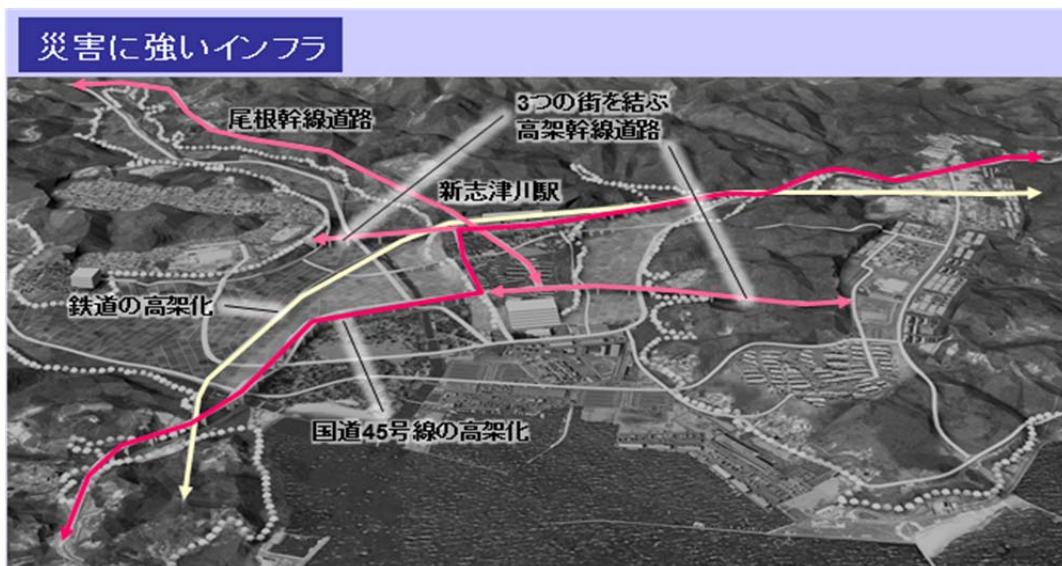 災害に強いインフラ
尾根幹線道路
3つの街を結ぶ
高架幹線道路
新志津川駅
鉄道の高架化
国道45号線の高架化